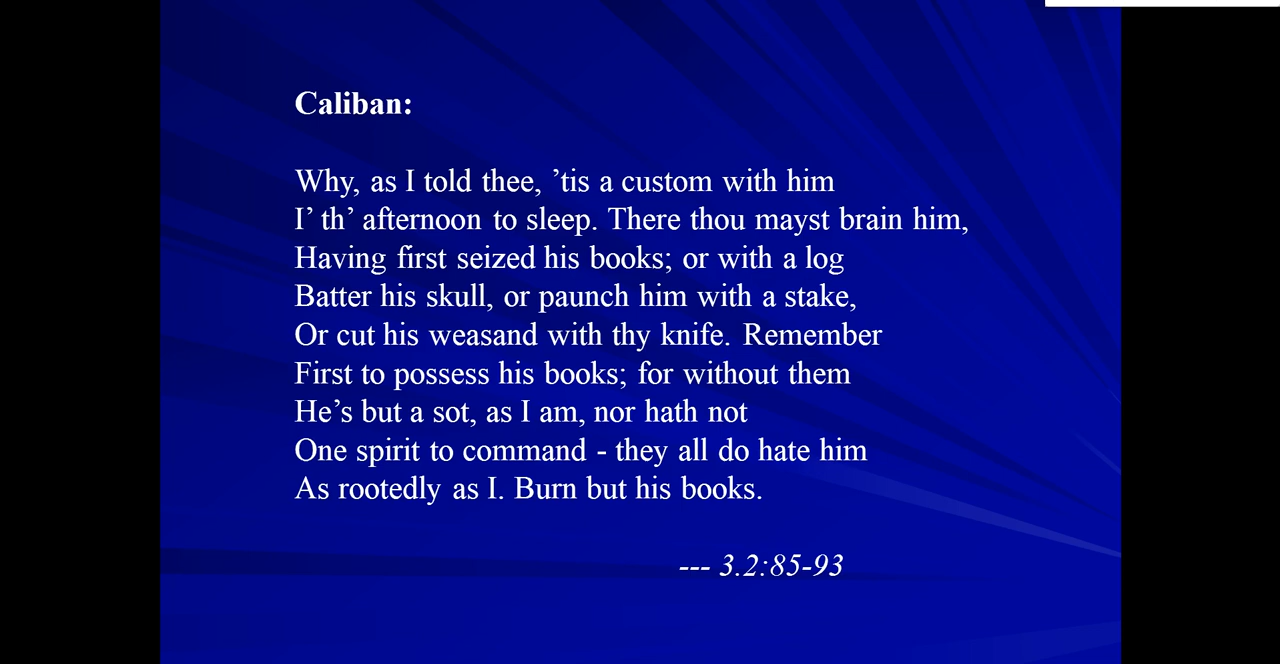 Caliban:
Why, as I told thee, ’tis a custom with him
I’ th’ afternoon to sleep. There thou mayst brain him,
Having first seized his books; or with a log
Batter his skull, or paunch him with a stake,
Or cut his weasand with thy knife. Remember
First to possess his books; for without them
He’s but a sot, as I am, nor hath not
One spirit to command - they all do hate him
As rootedly as I. Burn but his books.
--- 3.2:85-93